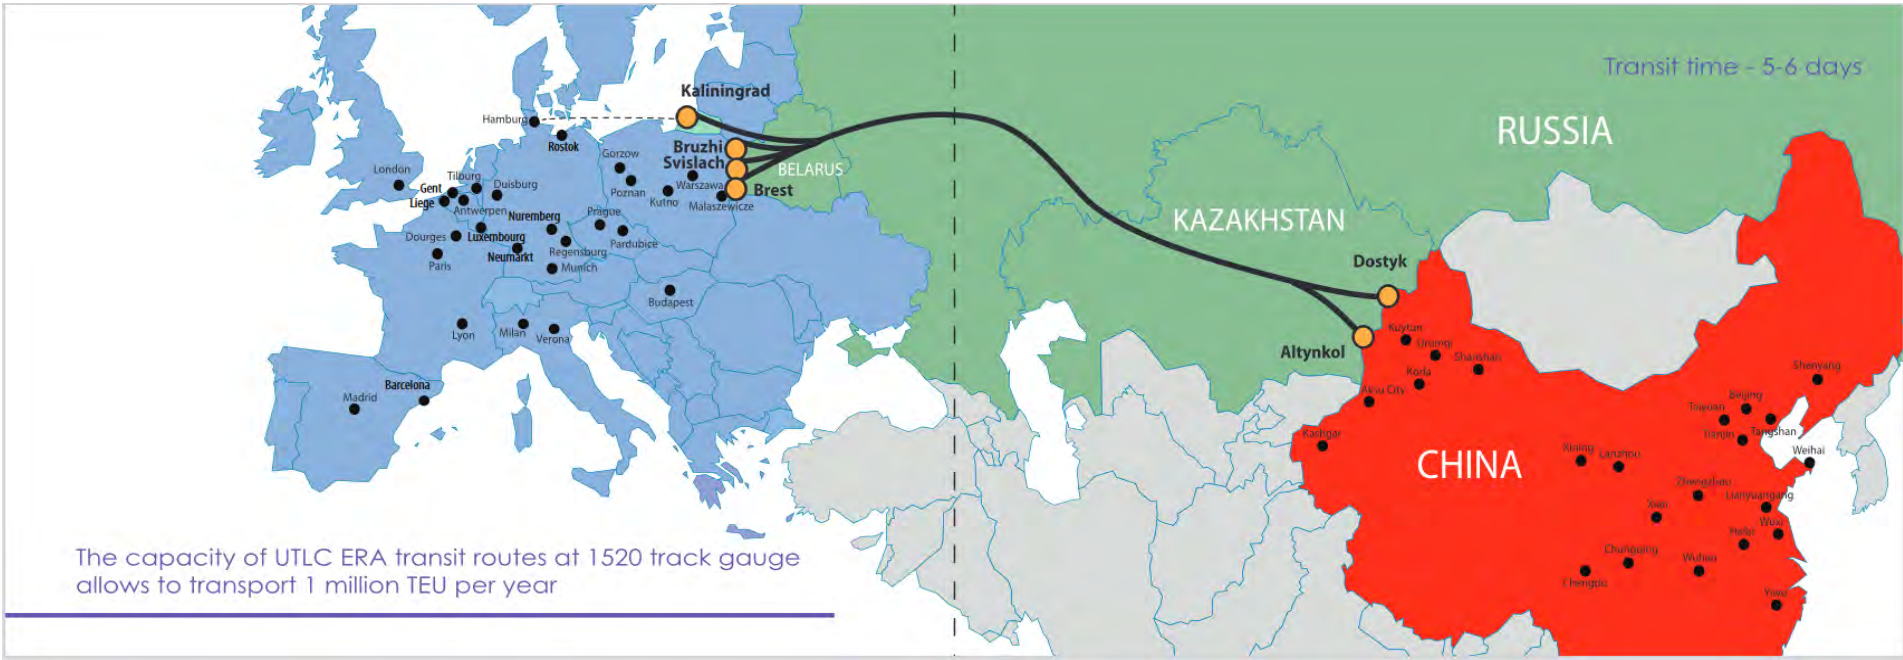 Transit time - 5-6 days
RUSSIA
KAZAKHSTAN
BELARUS
CHINA
Kaliningrad
Bruzhi
Svislach
Brest
Dostyk
Altynkol
Hamburg
Rostok
London
Tilburg
Gent
Duisburg
Liege
Antwerpen
Gorzow
Poznan
Kutno
Warszawa
Malaszewicze
Nuremberg
Prague
Pardubice
Dourges
Luxembourg
Regensburg
Neumarkt
Munich
Paris
Budapest
Lyon
Milan
Verona
Barcelona
Madrid
Kuytun
Urumqi
Shanshan
Korla
Aksu City
Kashgar
Shenyang
Beijing
Taiyuan
Tangshan
Tianjin
Weihai
Xining
Lanzhou
Zhengzhou
Lianyungang
Xian
Wuxi
Hefei
Chongqing
Wuhan
Chengdu
Yiwu
The capacity of UTLC ERA transit routes at 1520 track gauge
allows to transport 1 million TEU per year